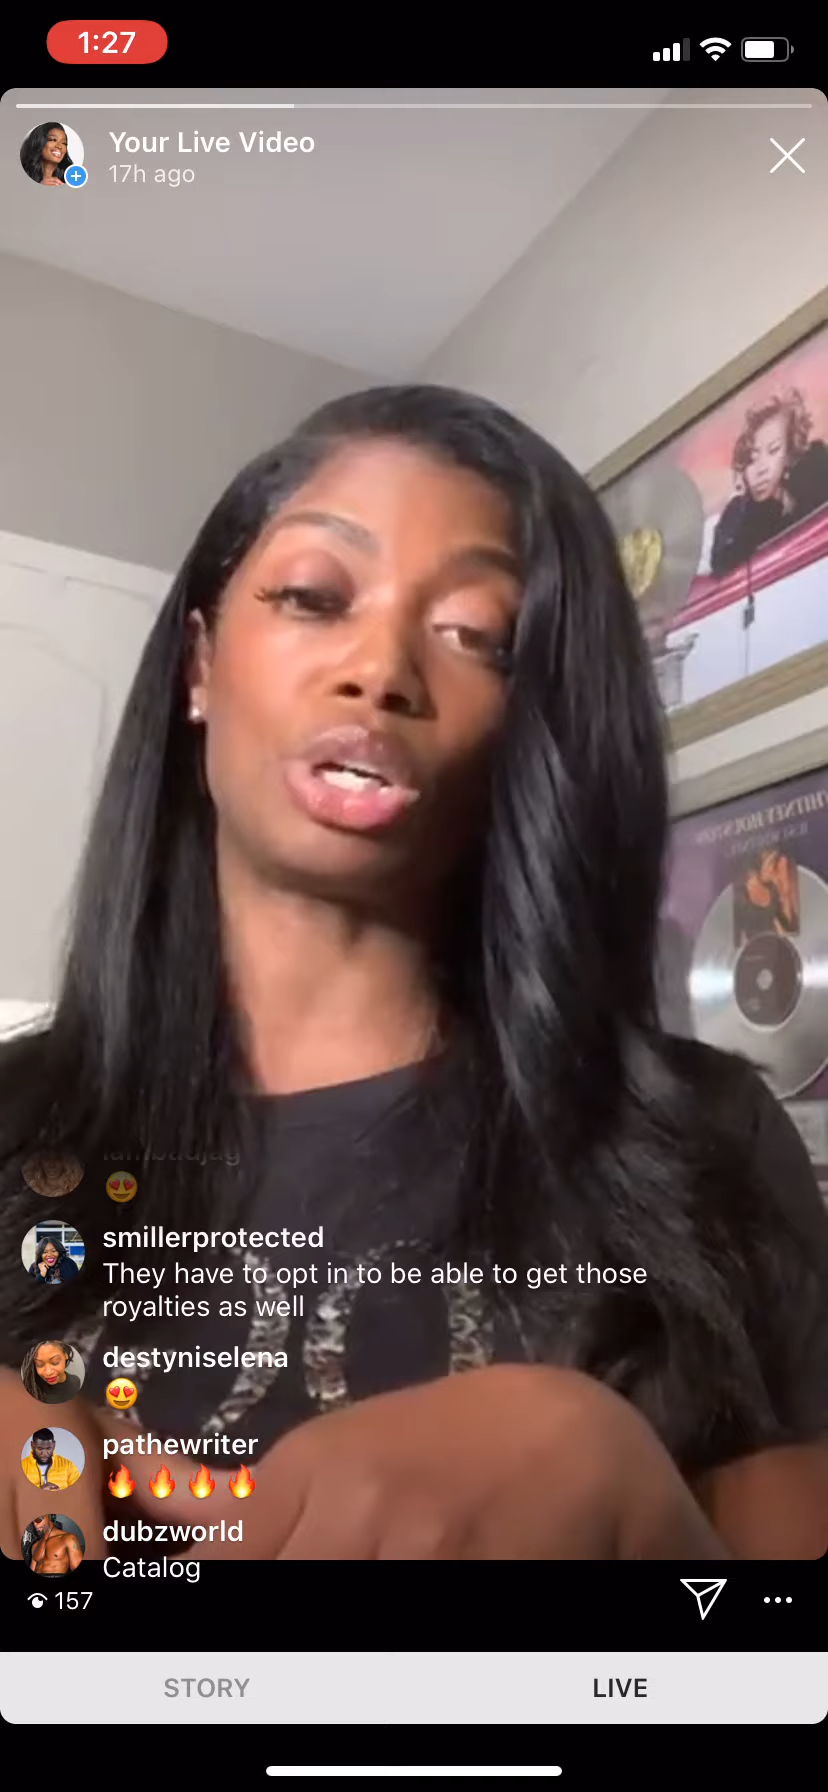 1:27
Your Live Video
17h ago
smillerprotected
They have to opt in to be able to get those
royalties as well
destyniselena
😍
pathewriter
🔥 🔥 🔥 🔥
dubzworld
Catalog
157
STORY
LIVE